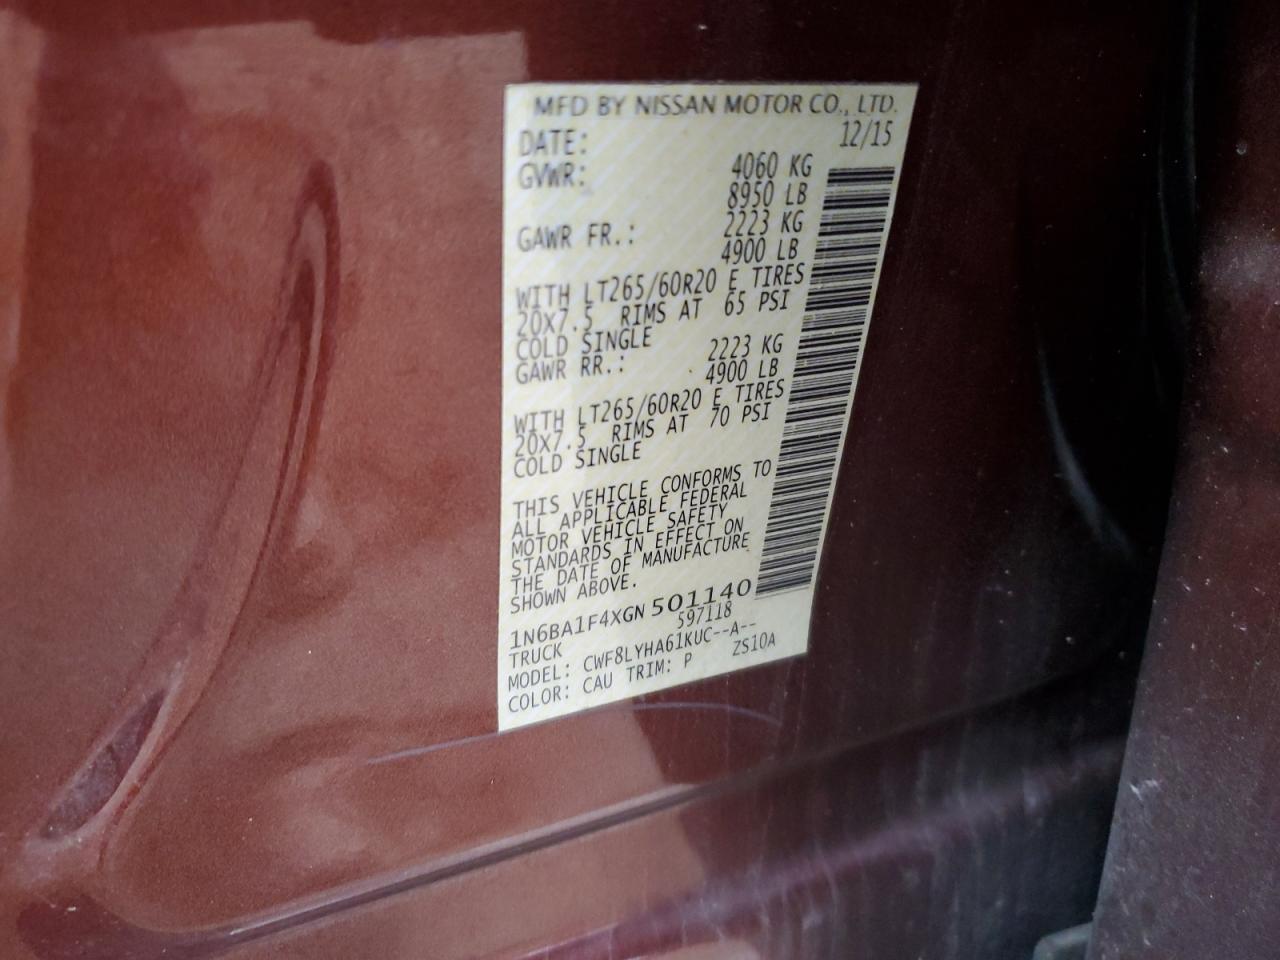 MFD BY NISSAN MOTOR CO., LTD.
DATE: 12/15
GVWR: 4060 KG
8950 LB
GAWR FR.: 2223 KG
4900 LB
WITH LT265/60R20 E TIRES
20X7.5 RIMS AT 65 PSI
COLD SINGLE
GAWR RR.: 2223 KG
4900 LB
WITH LT265/60R20 E TIRES
20X7.5 RIMS AT 70 PSI
COLD SINGLE
THIS VEHICLE CONFORMS TO
ALL APPLICABLE FEDERAL
MOTOR VEHICLE SAFETY
STANDARDS IN EFFECT ON
THE DATE OF MANUFACTURE
SHOWN ABOVE.
1N6BA1F4XGN501140
TRUCK 597118
MODEL: CWF8LYHA61KUC--A--
COLOR: CAU TRIM: P ZS10A